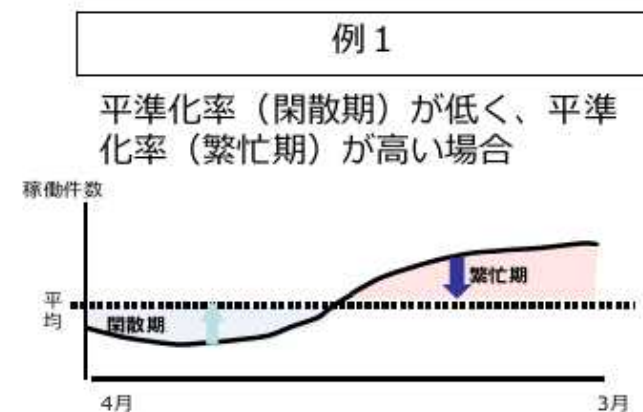 例１
平準化率（閑散期）が低く、平準
化率（繁忙期）が高い場合
稼働件数
繁忙期
平
均
閑散期
4月
3月